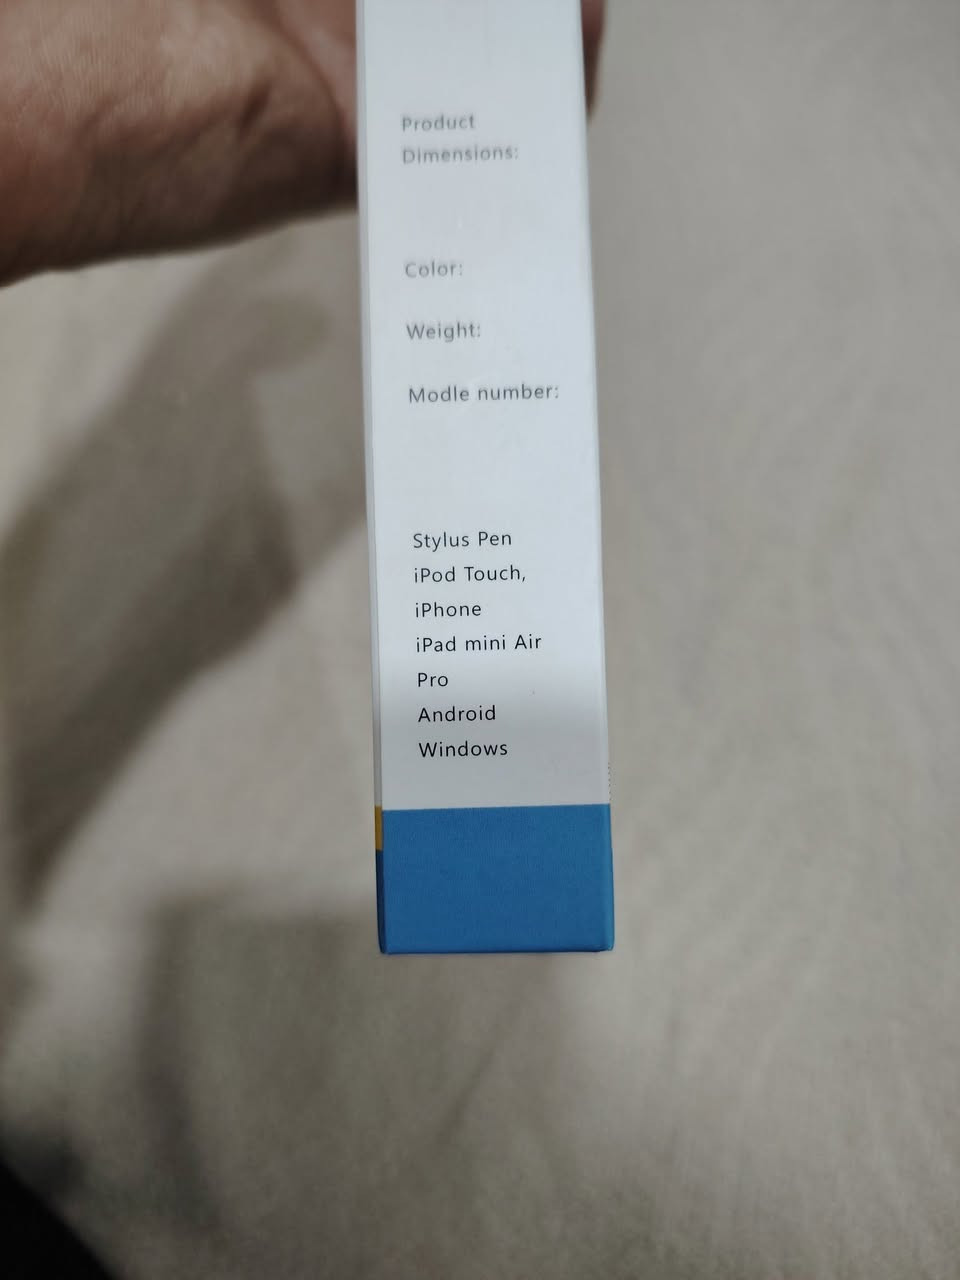 Product
Dimensions:
Color:
Weight:
Modle number:
Stylus Pen
iPod Touch,
iPhone
iPad mini Air
Pro
Android
Windows